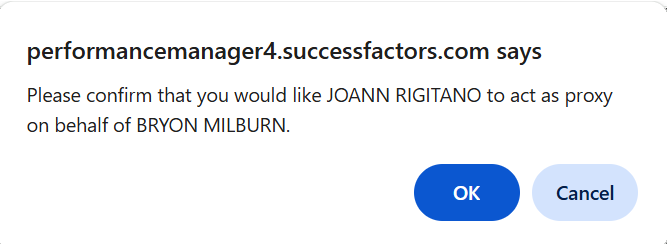 performancemanager4.successfactors.com says
Please confirm that you would like JOANN RIGITANO to act as proxy
on behalf of BRYON MILBURN.
OK Cancel